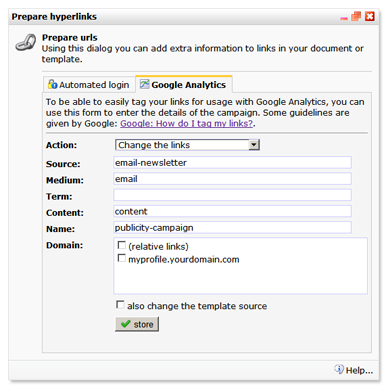 Prepare hyperlinks
Prepare urls
Using this dialog you can add extra information to links in your document or
template.
Automated login
Google Analytics
To be able to easily tag your links for usage with Google Analytics, you can
use this form to enter the details of the campaign. Some guidelines are
given by Google: Google: How do I tag my links?.
Action: Change the links
Source: email-newsletter
Medium: email
Term:
Content: content
Name: publicity-campaign
Domain: (relative links)
myprofile.yourdomain.com
also change the template source
store
Help...